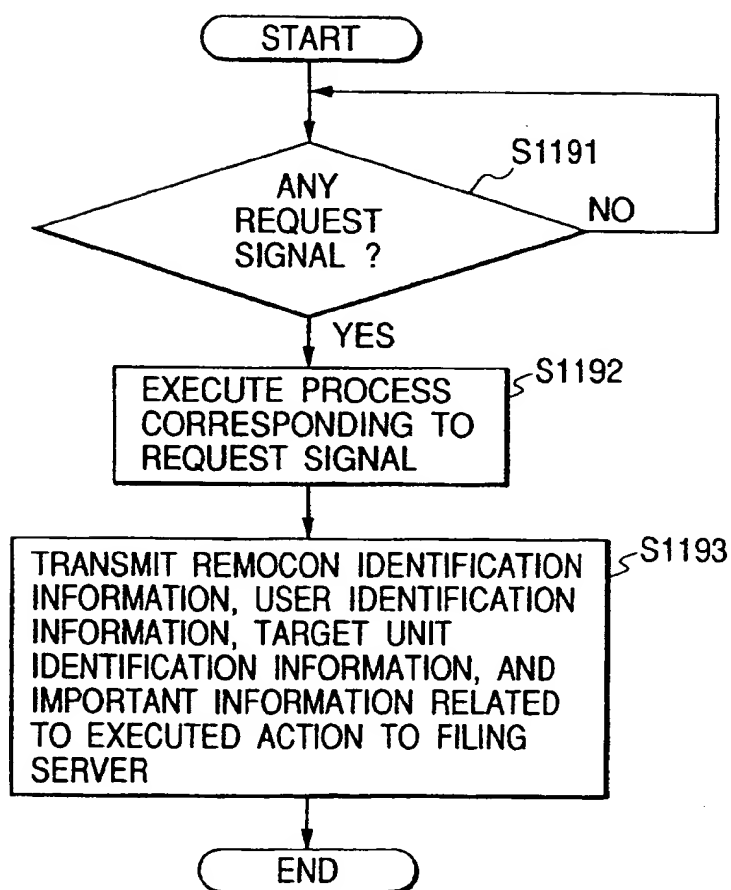 START
S1191
ANY
REQUEST
SIGNAL ?
NO
YES
S1192
EXECUTE PROCESS
CORRESPONDING TO
REQUEST SIGNAL
S1193
TRANSMIT REMOCON IDENTIFICATION
INFORMATION, USER IDENTIFICATION
INFORMATION, TARGET UNIT
IDENTIFICATION INFORMATION, AND
IMPORTANT INFORMATION RELATED
TO EXECUTED ACTION TO FILING
SERVER
END